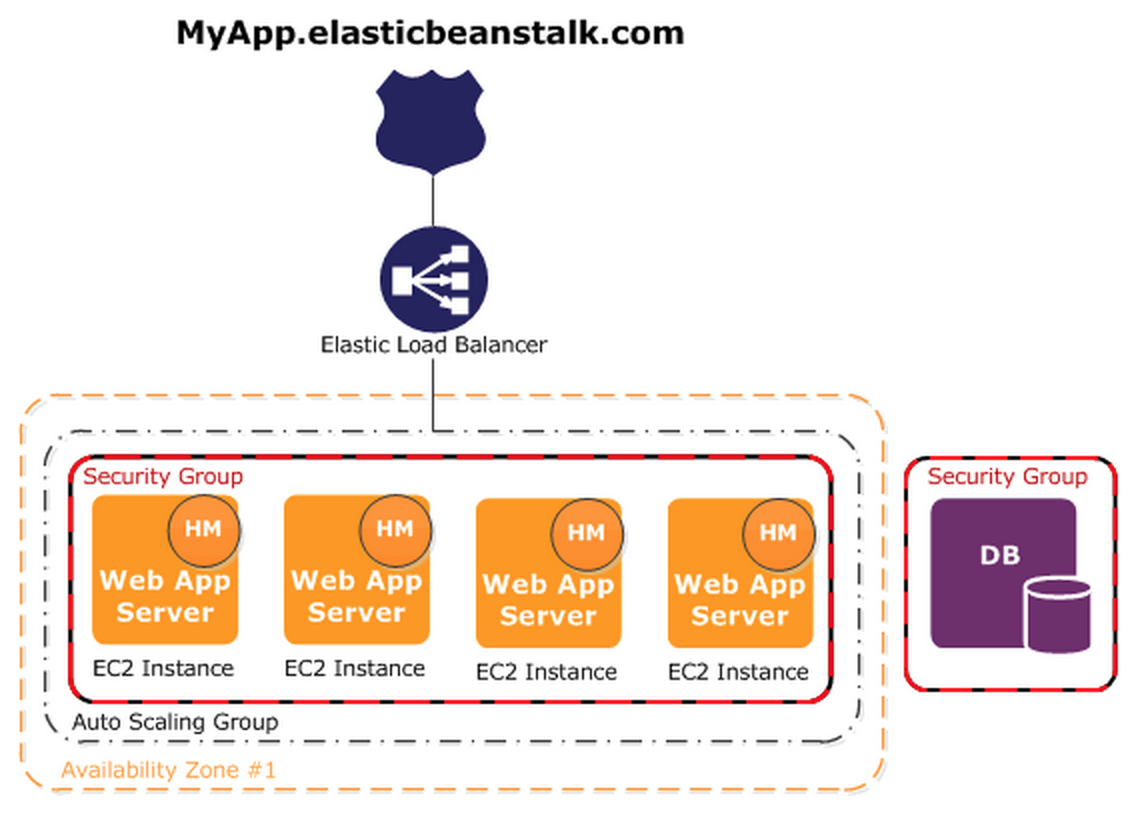 MyApp.elasticbeanstalk.com
Elastic Load Balancer
Security Group
HM
Web App
Server
EC2 Instance
HM
Web App
Server
EC2 Instance
HM
Web App
Server
EC2 Instance
HM
Web App
Server
EC2 Instance
Auto Scaling Group
Availability Zone #1
Security Group
DB